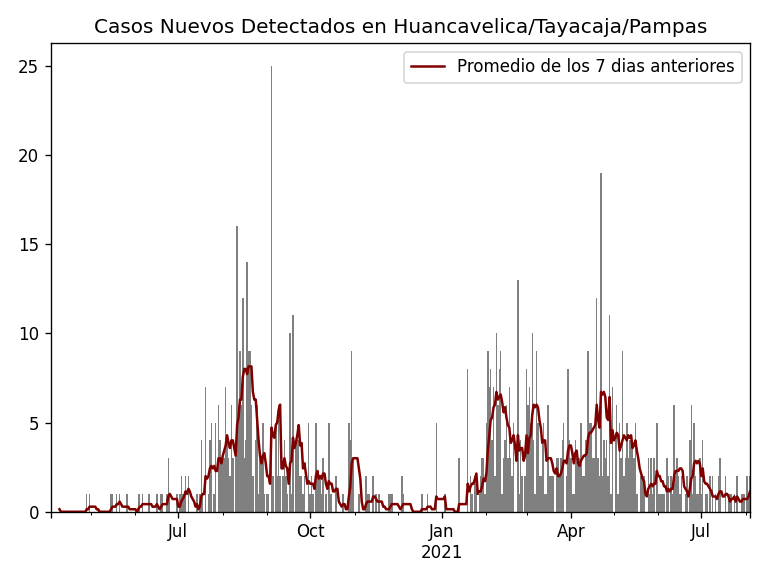 Casos Nuevos Detectados en Huancavelica/Tayacaja/Pampas
Promedio de los 7 dias anteriores
25
20
15
10
5
0
Jul
Oct
Jan
2021
Apr
Jul